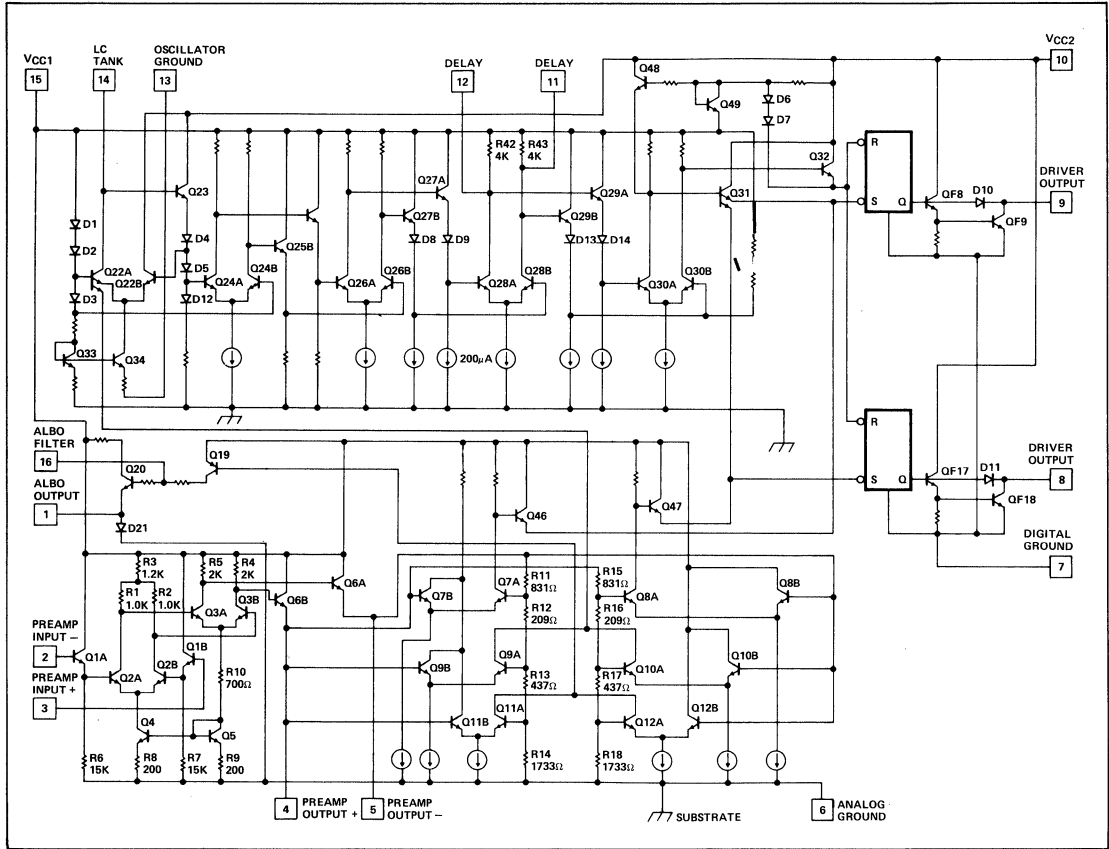 VCC1
15
LC
TANK
14
OSCILLATOR
GROUND
13
DELAY
12
DELAY
11
VCC2
10
Q48
Q49
D6
D7
R42
4K
R43
4K
Q32
R
S
Q
D10
QF8
QF9
DRIVER
OUTPUT
9
Q23
Q27A
Q27B
Q29A
Q29B
Q31
D1
D2
D3
D4
D5
D12
D8
D9
D13
D14
Q25B
Q22A
Q22B
Q24A
Q24B
Q26A
Q26B
Q28A
Q28B
Q30A
Q30B
Q33
Q34
200µA
ALBO
FILTER
16
ALBO
OUTPUT
1
Q20
Q19
D21
Q46
Q47
R
S
Q
D11
QF17
QF18
DRIVER
OUTPUT
8
DIGITAL
GROUND
7
R3
1.2K
R5
2K
R4
2K
R1
1.0K
R2
1.0K
Q3A
Q3B
Q6A
Q6B
PREAMP
INPUT −
2
PREAMP
INPUT +
3
Q1A
Q2A
Q2B
Q1B
R10
700Ω
Q4
Q5
R6
15K
R8
200
R7
15K
R9
200
Q7B
Q7A
R11
831Ω
R12
209Ω
R15
831Ω
R16
209Ω
Q8A
Q8B
Q9B
Q9A
R13
437Ω
R17
437Ω
Q10A
Q10B
Q11B
Q11A
Q12A
Q12B
R14
1733Ω
R18
1733Ω
4
PREAMP
OUTPUT +
5
PREAMP
OUTPUT −
SUBSTRATE
6
ANALOG
GROUND